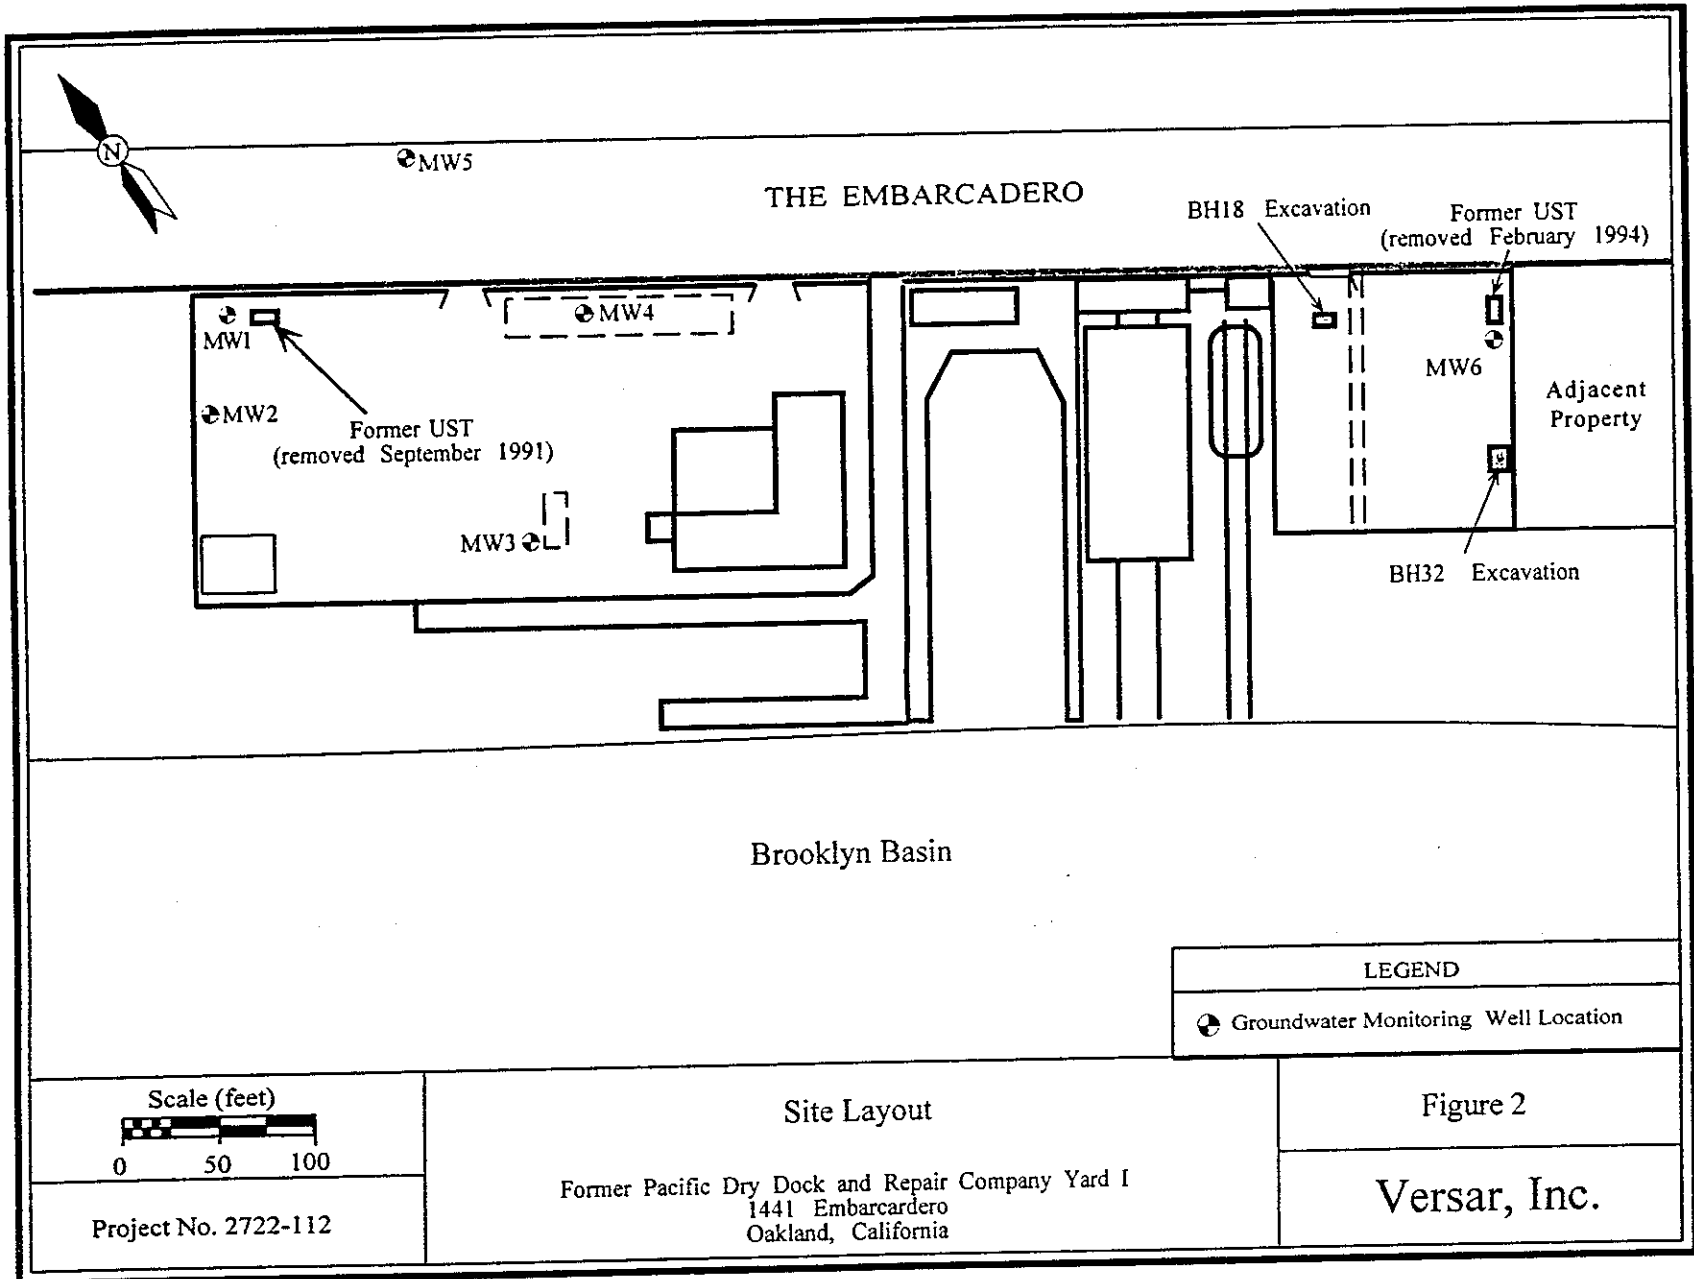 N
MW5
THE EMBARCADERO
BH18 Excavation
Former UST
(removed February 1994)
MW1
MW4
MW6
Adjacent
Property
MW2
Former UST
(removed September 1991)
MW3
BH32 Excavation
Brooklyn Basin
LEGEND
Groundwater Monitoring Well Location
Scale (feet)
0 50 100
Project No. 2722-112
Site Layout
Former Pacific Dry Dock and Repair Company Yard I
1441 Embarcardero
Oakland, California
Figure 2
Versar, Inc.